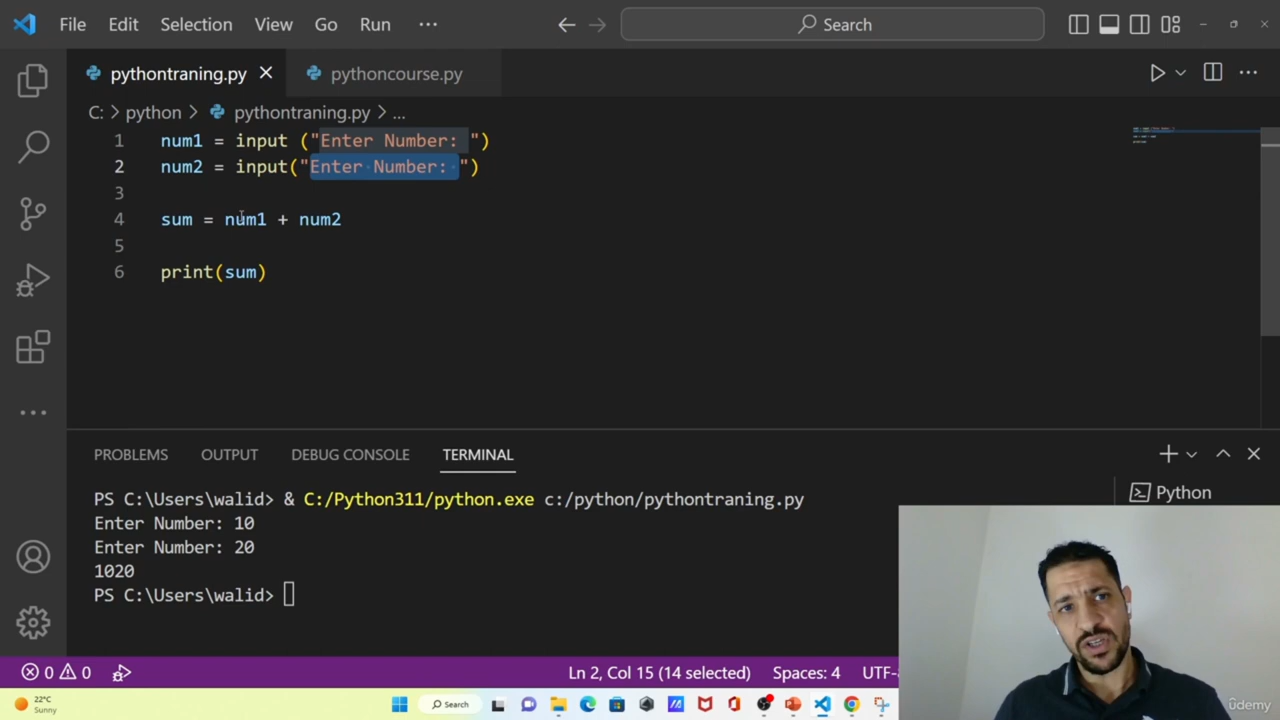 File Edit Selection View Go Run ··· Search
pythontraning.py pythoncourse.py
C: > python > pythontraning.py > ...
1 num1 = input ("Enter Number: ")
2 num2 = input("Enter Number: ")
3
4 sum = num1 + num2
5
6 print(sum)
PROBLEMS OUTPUT DEBUG CONSOLE TERMINAL
PS C:\Users\walid> & C:/Python311/python.exe c:/python/pythontraning.py
Python
Enter Number: 10
Enter Number: 20
1020
PS C:\Users\walid>
0 0 Ln 2, Col 15 (14 selected) Spaces: 4 UTF-
22°C
Sunny
Search
ûdemy